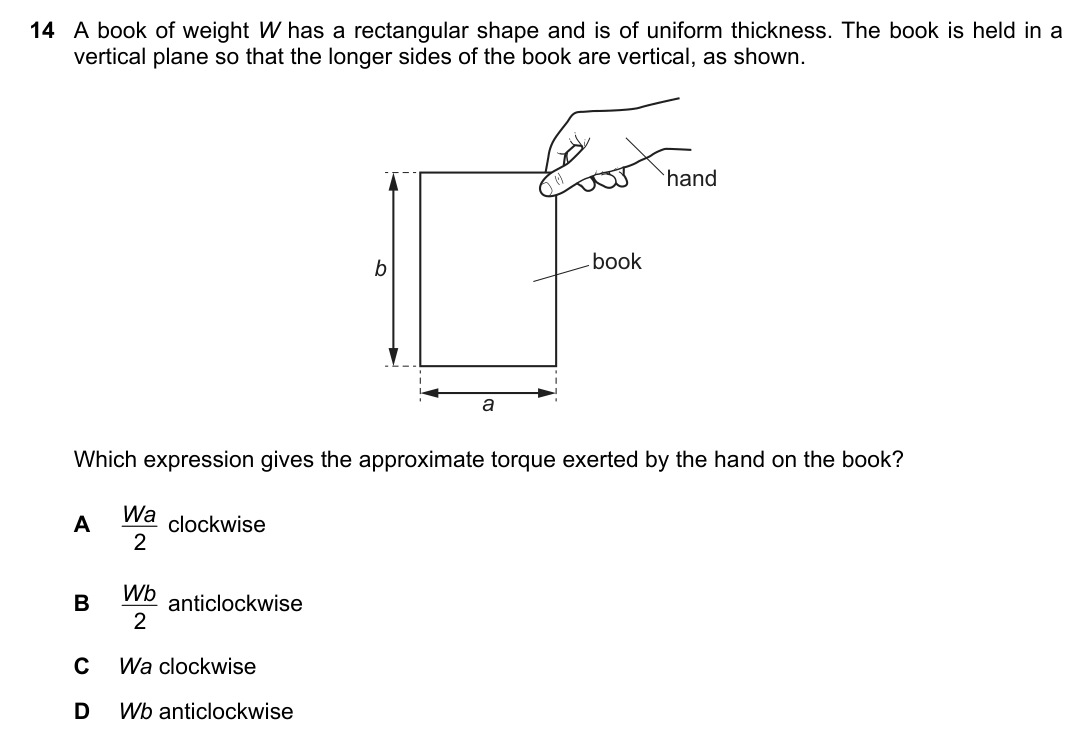 14 A book of weight W has a rectangular shape and is of uniform thickness. The book is held in a
vertical plane so that the longer sides of the book are vertical, as shown.
hand
b
book
a
Which expression gives the approximate torque exerted by the hand on the book?
A Wa/2 clockwise
B Wb/2 anticlockwise
C Wa clockwise
D Wb anticlockwise